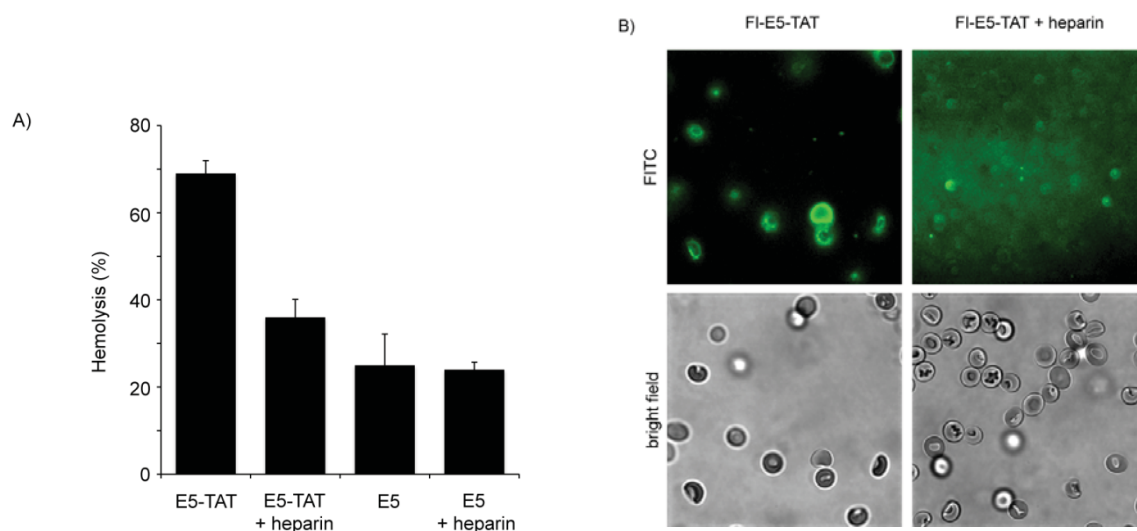 A)
Hemolysis (%)
80
60
40
20
0
E5-TAT
E5-TAT
+ heparin
E5
E5
+ heparin
B)
Fl-E5-TAT
Fl-E5-TAT + heparin
FITC
bright field